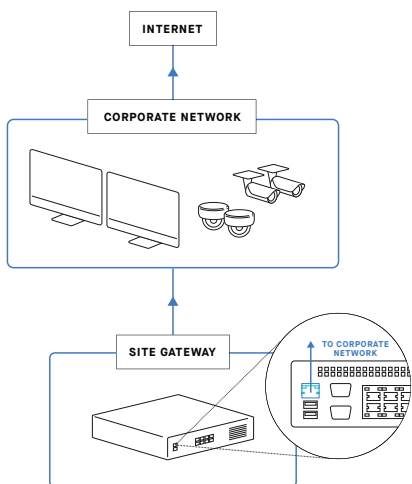 INTERNET
CORPORATE NETWORK
SITE GATEWAY
TO CORPORATE
NETWORK